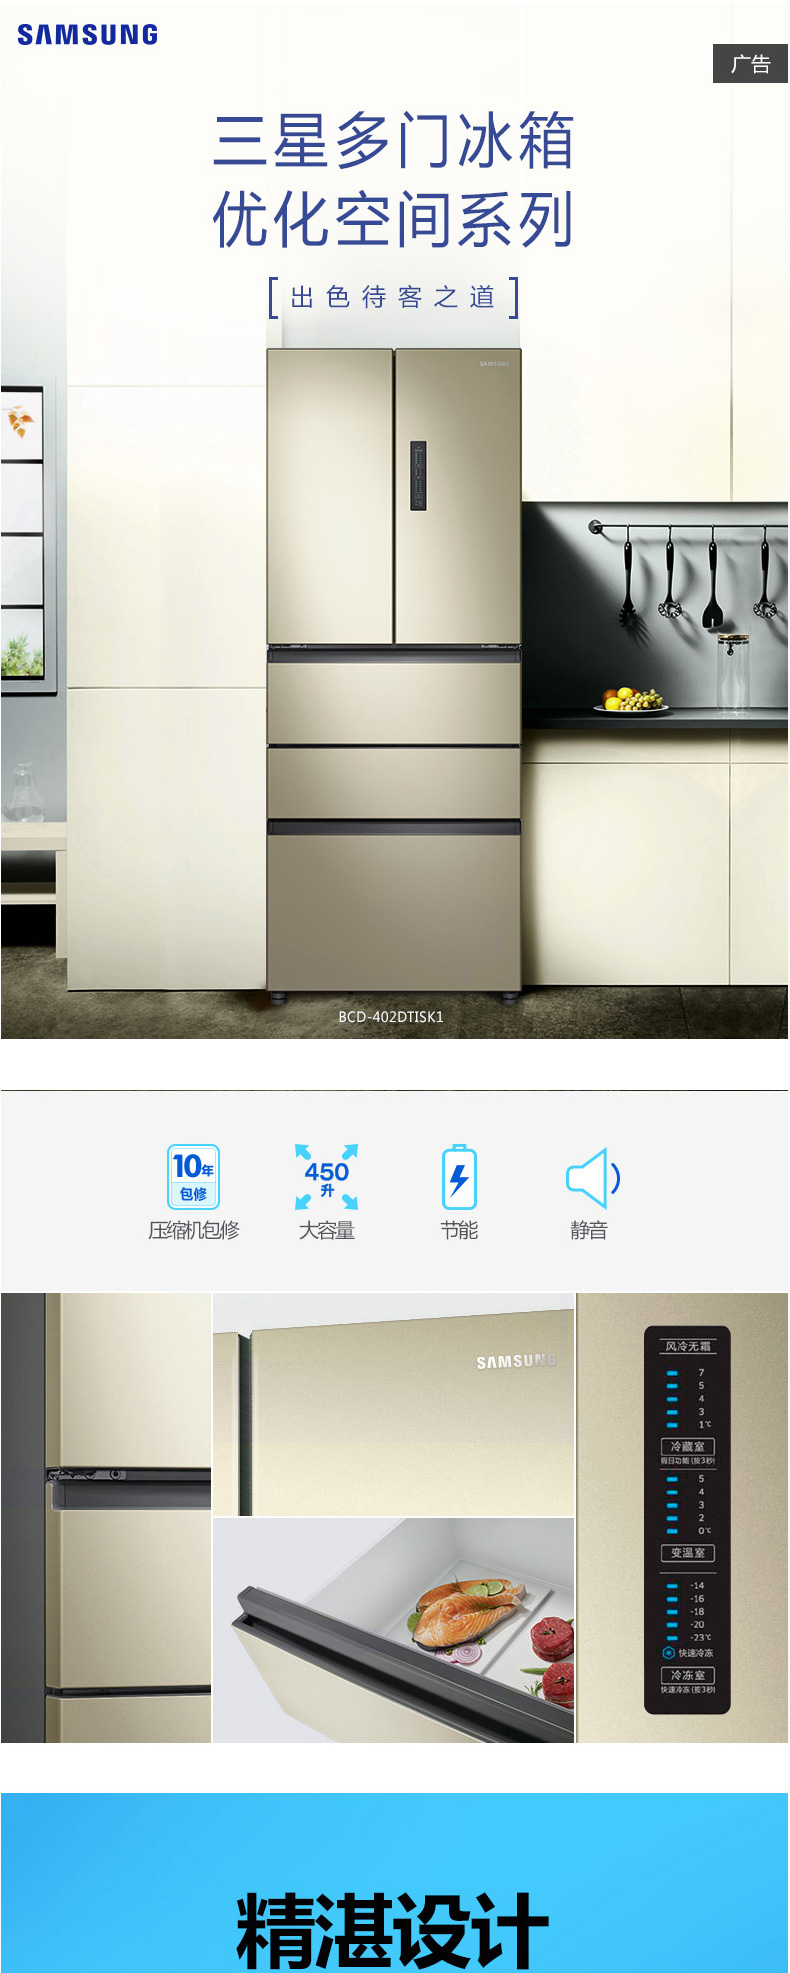 SAMSUNG
广告
三星多门冰箱
优化空间系列
[出色待客之道]
SAMSUNG
BCD-402DTISK1
10年
包修
压缩机包修
450
升
大容量
节能
静音
SAMSUNG
风冷无霜
7
5
4
3
1℃
冷藏室
假日功能(按3秒)
5
4
3
2
0℃
变温室
-14
-16
-18
-20
-23℃
快速冷冻
冷冻室
快速冷冻(按3秒)
精湛设计